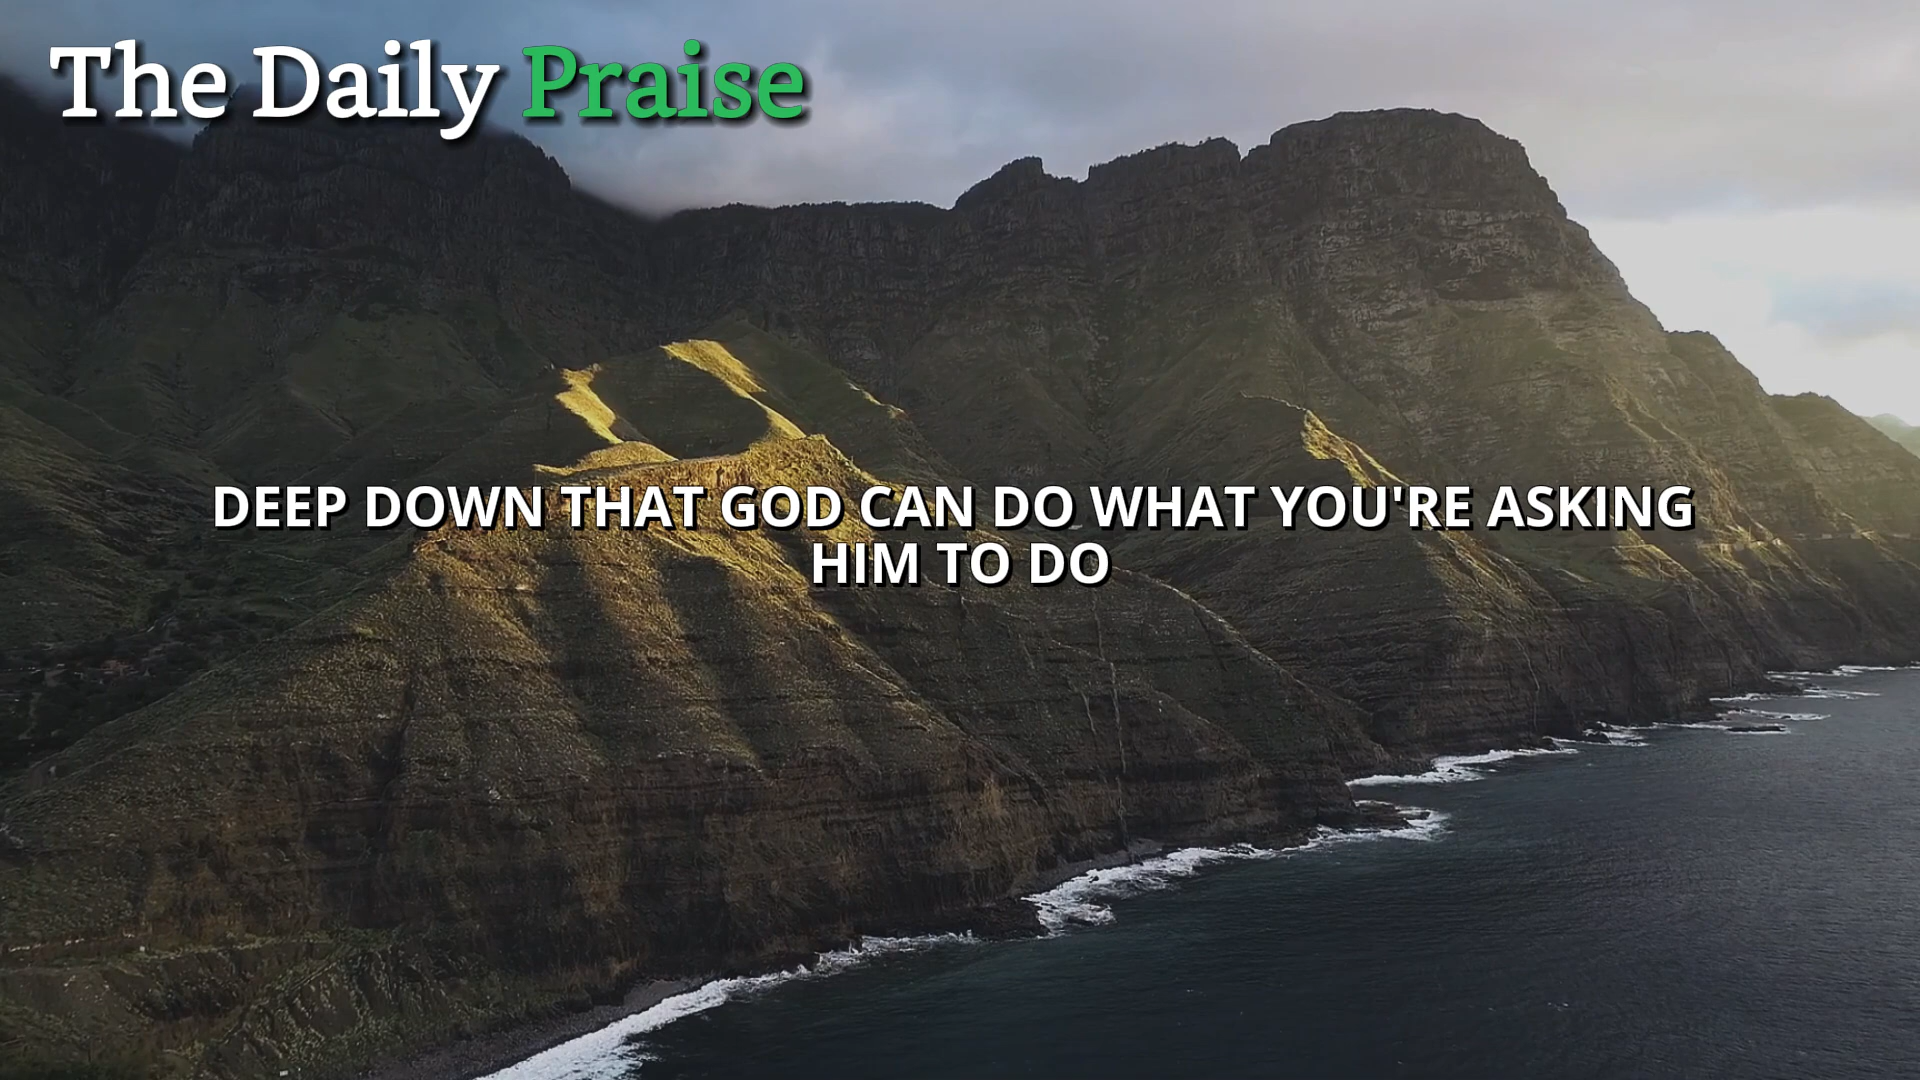 The Daily Praise
DEEP DOWN THAT GOD CAN DO WHAT YOU'RE ASKING
HIM TO DO